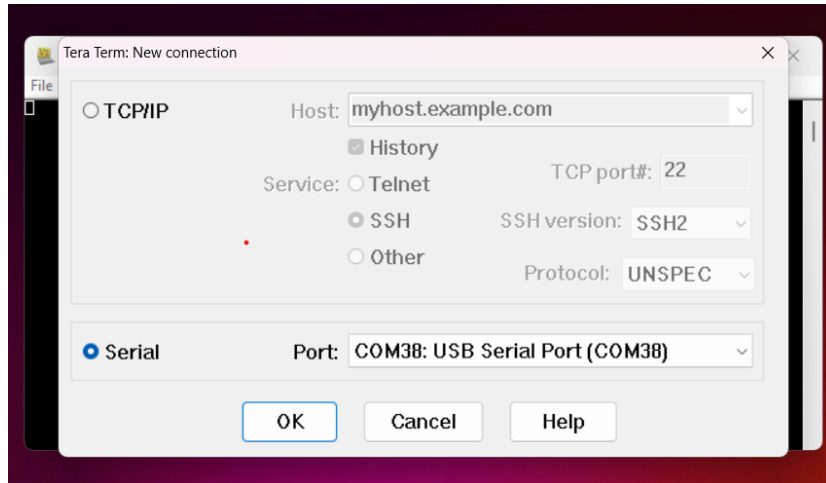 Tera Term: New connection
File
TCP/IP
Host: myhost.example.com
History
Service: Telnet
TCP port#: 22
SSH
SSH version: SSH2
Other
Protocol: UNSPEC
Serial
Port: COM38: USB Serial Port (COM38)
OK Cancel Help